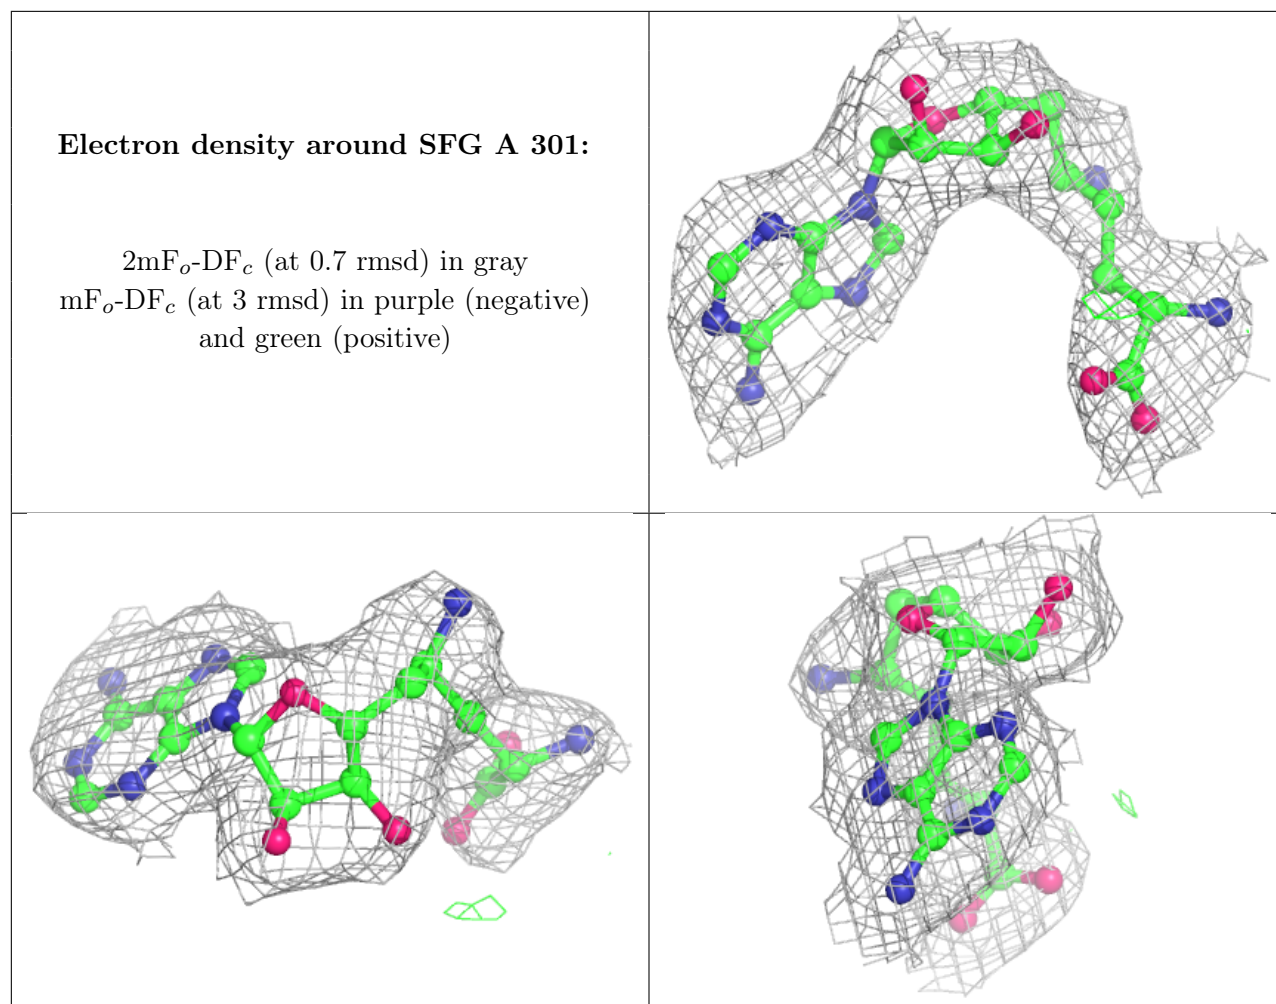 Electron density around SFG A 301:
2mFo-DFc (at 0.7 rmsd) in gray
mFo-DFc (at 3 rmsd) in purple (negative)
and green (positive)